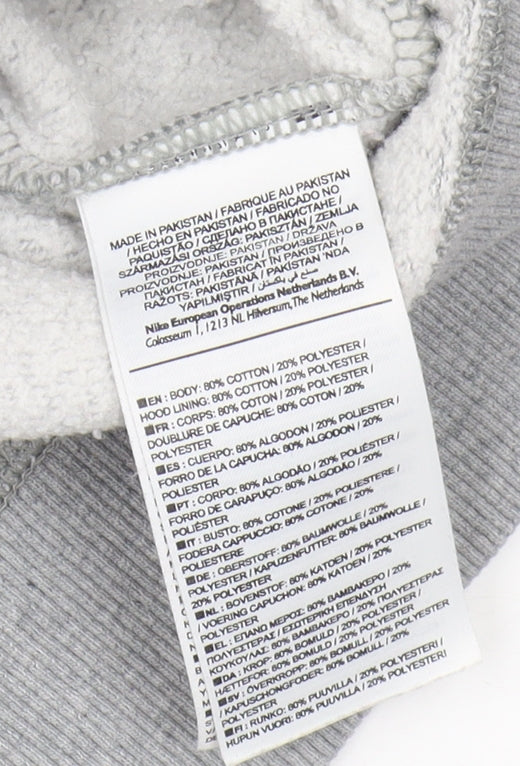 MADE IN PAKISTAN / FABRIQUE AU PAKISTAN
/ HECHO EN PAKISTAN / FABRICADO NO
PAQUISTÃO / СДЕЛАНО В ПАКИСТАНЕ /
SZÁRMAZÁSI ORSZÁG: PAKISZTÁN / ZEMLJA
PROIZVODNJE: PAKISTAN / DRŽAVA
PROIZVODNJE: PAKISTAN / ПРОИЗВЕДЕНО В
ПАКИСТАН / FABRICAT ÎN PAKISTAN /
RAŽOTS: PAKISTĀNĀ / PAKISTAN 'NDA
YAPILMIŞTIR / صنع في باكستان
Nike European Operations Netherlands B.V.
Colosseum 1, 1213 NL Hilversum, The Netherlands
EN : BODY: 80% COTTON / 20% POLYESTER /
HOOD LINING: 80% COTTON / 20% POLYESTER
FR : CORPS: 80% COTON / 20% POLYESTER /
DOUBLURE DE CAPUCHE: 80% COTON / 20%
POLYESTER
ES : CUERPO: 80% ALGODON / 20% POLYESTER /
FORRO DE LA CAPUCHA: 80% ALGODON / 20%
POLIESTER
PT : CORPO: 80% ALGODÃO / 20% POLIÉSTER /
FORRO DE CARAPUÇO: 80% ALGODÃO / 20%
POLIÉSTER
IT : BUSTO: 80% COTONE / 20% POLIESTERE /
FODERA CAPPUCCIO: 80% COTONE / 20%
POLIESTERE
DE : OBERSTOFF: 80% BAUMWOLLE / 20%
POLYESTER / KAPUZENFUTTER: 80% BAUMWOLLE /
20% POLYESTER
NL : BOVENSTOF: 80% KATOEN / 20% POLYESTER
/ VOERING CAPUCHON: 80% KATOEN / 20%
POLYESTER
EL : ΕΠΑΝΩ ΜΕΡΟΣ: 80% ΒΑΜΒΑΚΕΡΟ / 20%
ΠΟΛΥΕΣΤΕΡΑΣ / ΕΣΩΤΕΡΙΚΗ ΕΠΕΝΔΥΣΗ
ΚΟΥΚΟΥΛΑΣ: 80% ΒΑΜΒΑΚΕΡΟ / 20% ΠΟΛΥΕΣΤΕΡΑΣ
DA : KROP: 80% BOMULD / 20% POLYESTER /
HÆTTEFOR: 80% BOMULD / 20% POLYESTER
SV : ÖVERKROPP: 80% BOMULL / 20% POLYESTER
/ KAPUSCHONGFODER: 80% BOMULL / 20%
POLYESTER
FI : RUNKO: 80% PUUVILLA / 20% POLYESTERI /
HUPUN VUORI: 80% PUUVILLA / 20% POLYESTERI